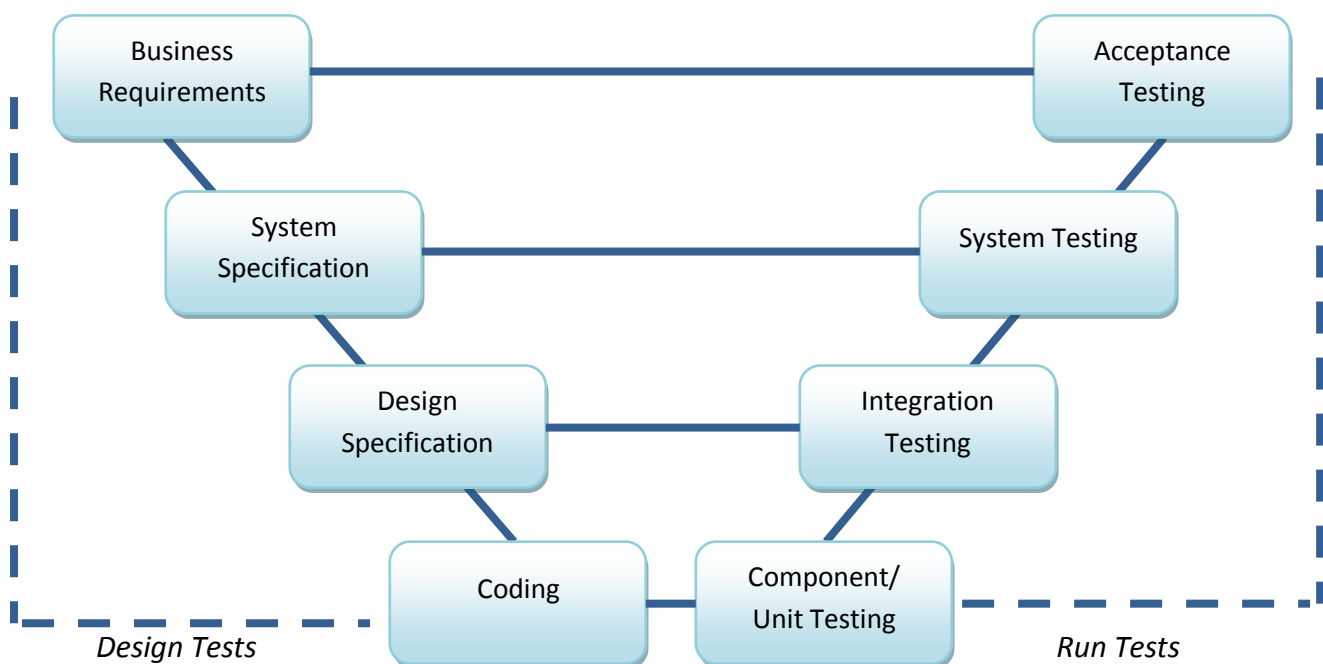 Business
Requirements
Acceptance
Testing
System
Specification
System Testing
Design
Specification
Integration
Testing
Coding
Component/
Unit Testing
Design Tests
Run Tests